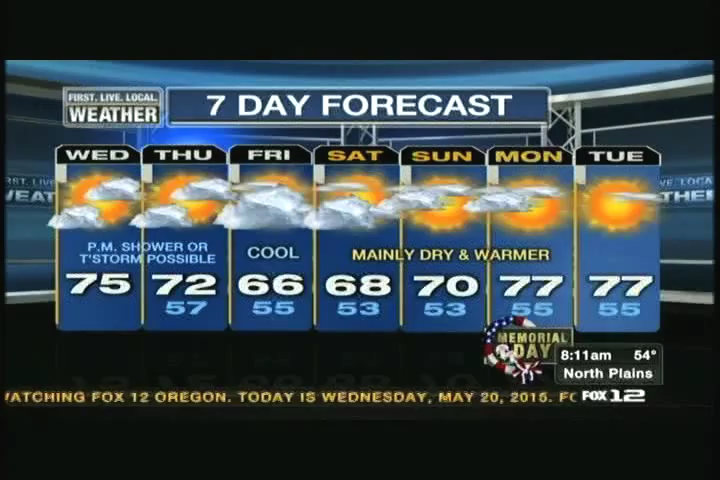 FIRST. LIVE. LOCAL.
WEATHER
7 DAY FORECAST
WED THU FRI SAT SUN MON TUE
P.M. SHOWER OR
T'STORM POSSIBLE
COOL
MAINLY DRY & WARMER
75 72 66 68 70 77 77
57 55 53 53 55 55
MEMORIAL
DAY
8:11am 54°
North Plains
ATCHING FOX 12 OREGON. TODAY IS WEDNESDAY, MAY 20, 2015. FO
FOX 12